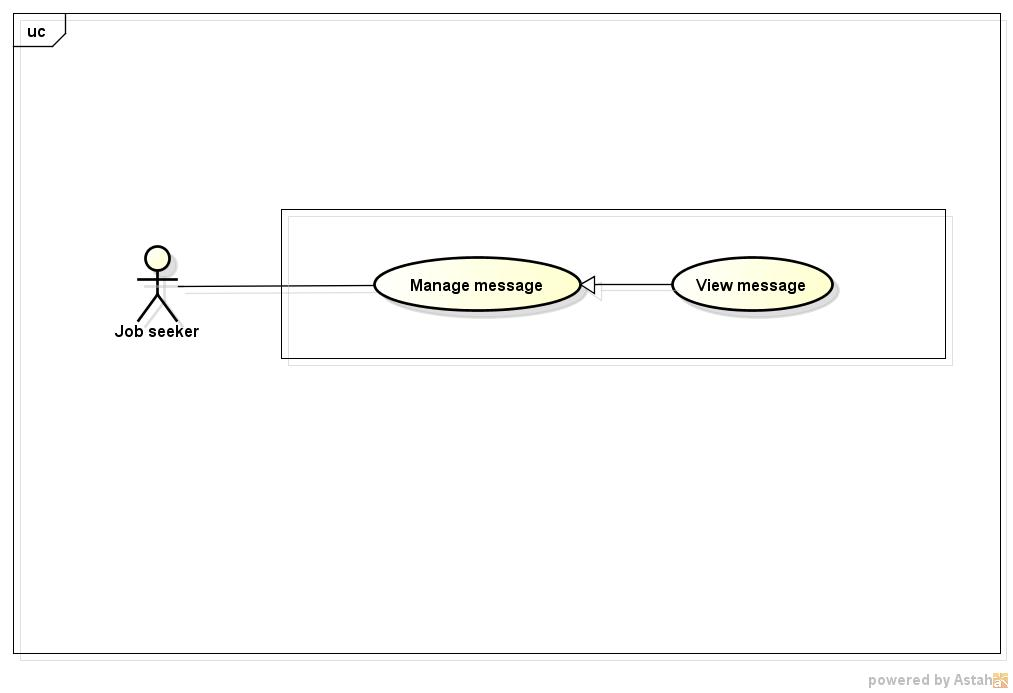 uc
Manage message
View message
Job seeker
powered by Astah